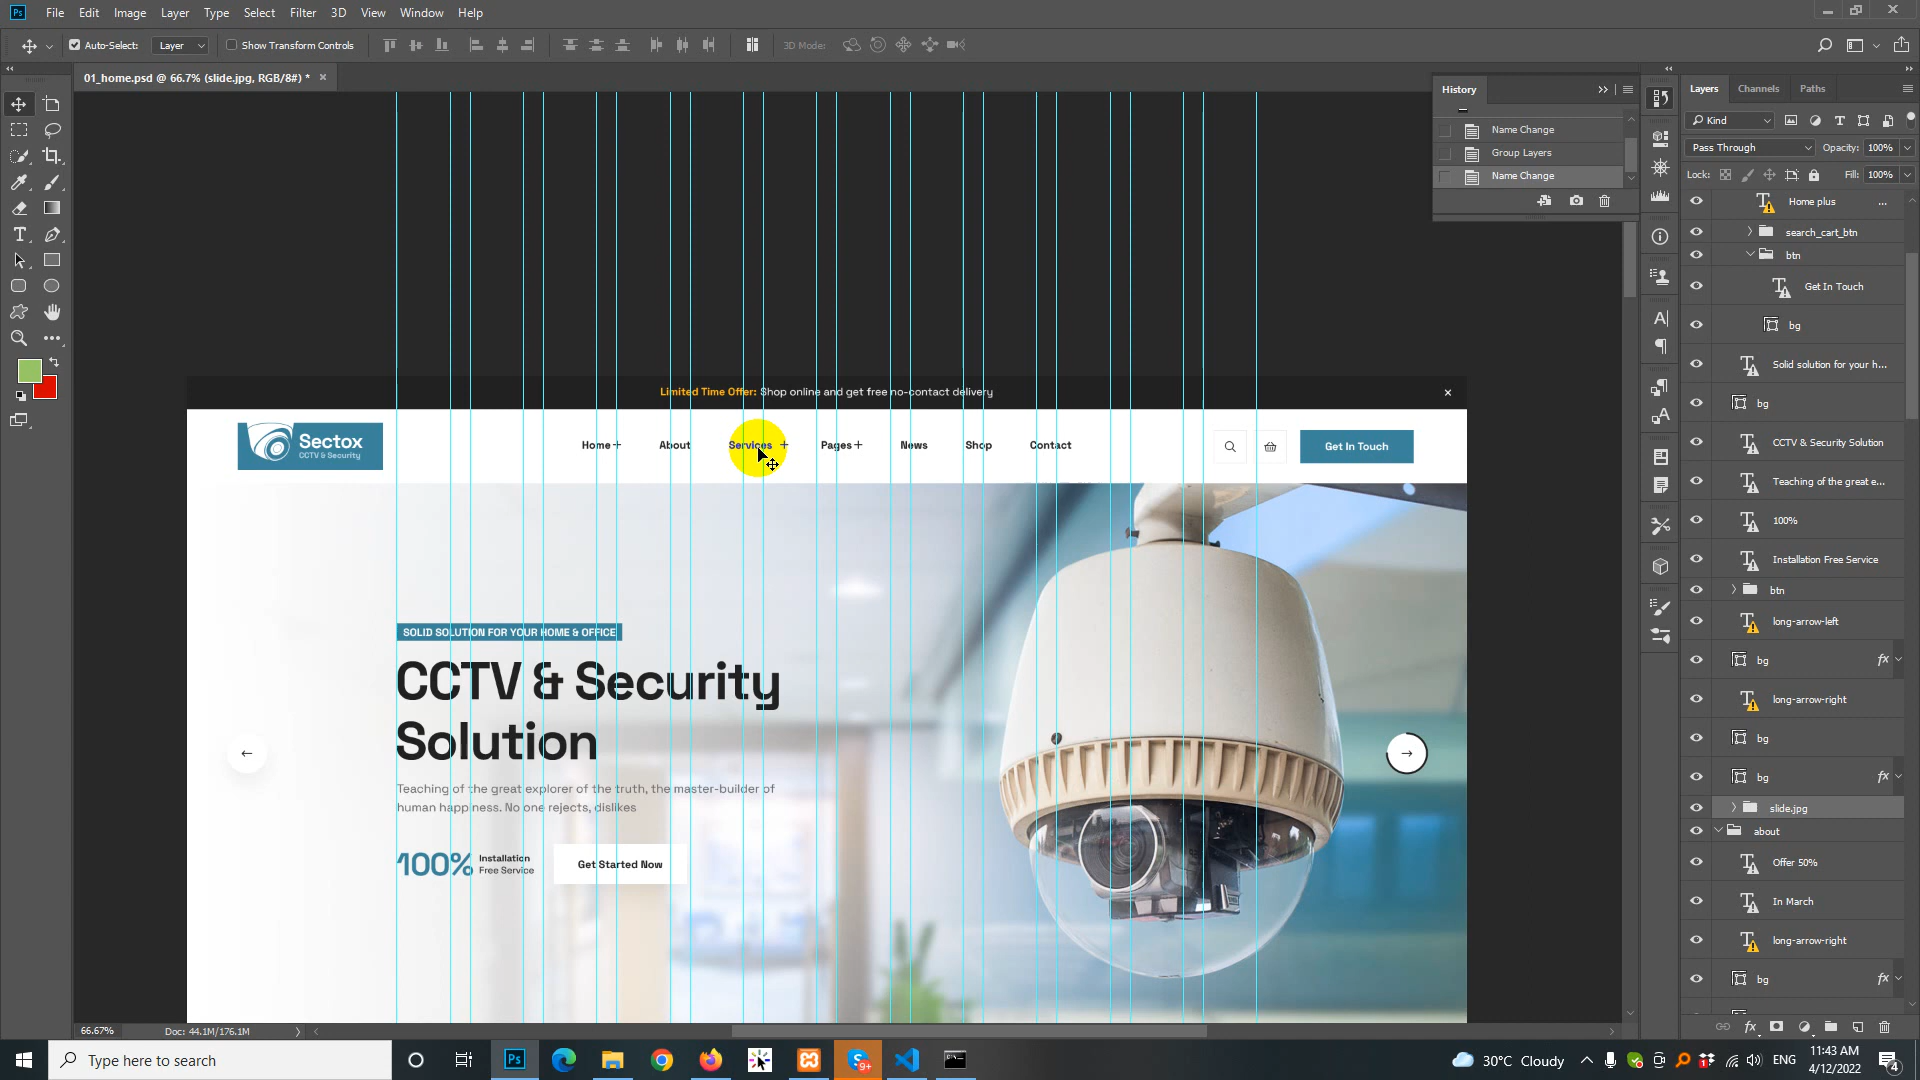 Ps File Edit Image Layer Type Select Filter 3D View Window Help
Auto-Select: Layer Show Transform Controls 3D Mode:
01_home.psd @ 66.7% (slide.jpg, RGB/8#) * ×
History
Name Change
Group Layers
Name Change
Layers Channels Paths
Kind
Pass Through Opacity: 100%
Lock: Fill: 100%
Home plus ...
search_cart_btn
btn
Get In Touch
bg
Solid solution for your h...
bg
CCTV & Security Solution
Teaching of the great e...
100%
Installation Free Service
btn
long-arrow-left
bg fx
long-arrow-right
bg
bg fx
slide.jpg
about
Offer 50%
In March
long-arrow-right
bg fx
Limited Time Offer: Shop online and get free no-contact delivery
Sectox
CCTV & Security
Home + About Services + Pages + News Shop Contact
Get In Touch
SOLID SOLUTION FOR YOUR HOME & OFFICE
CCTV & Security
Solution
Teaching of the great explorer of the truth, the master-builder of
human happiness. No one rejects, dislikes
100% Installation
Free Service
Get Started Now
66.67% Doc: 44.1M/176.1M
Type here to search
Ps
9+
30°C Cloudy
1
ENG
11:43 AM
4/12/2022
4